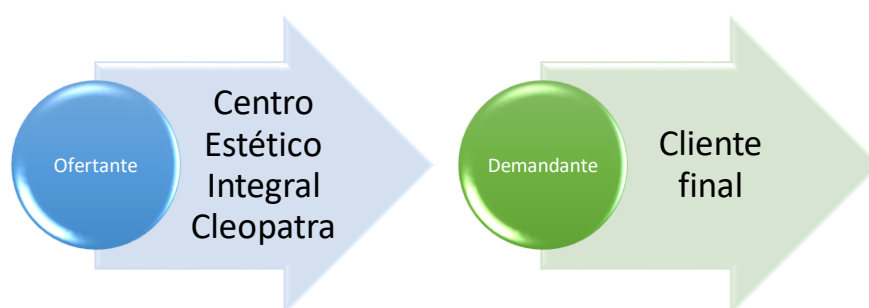 Ofertante
Centro
Estético
Integral
Cleopatra
Demandante
Cliente
final